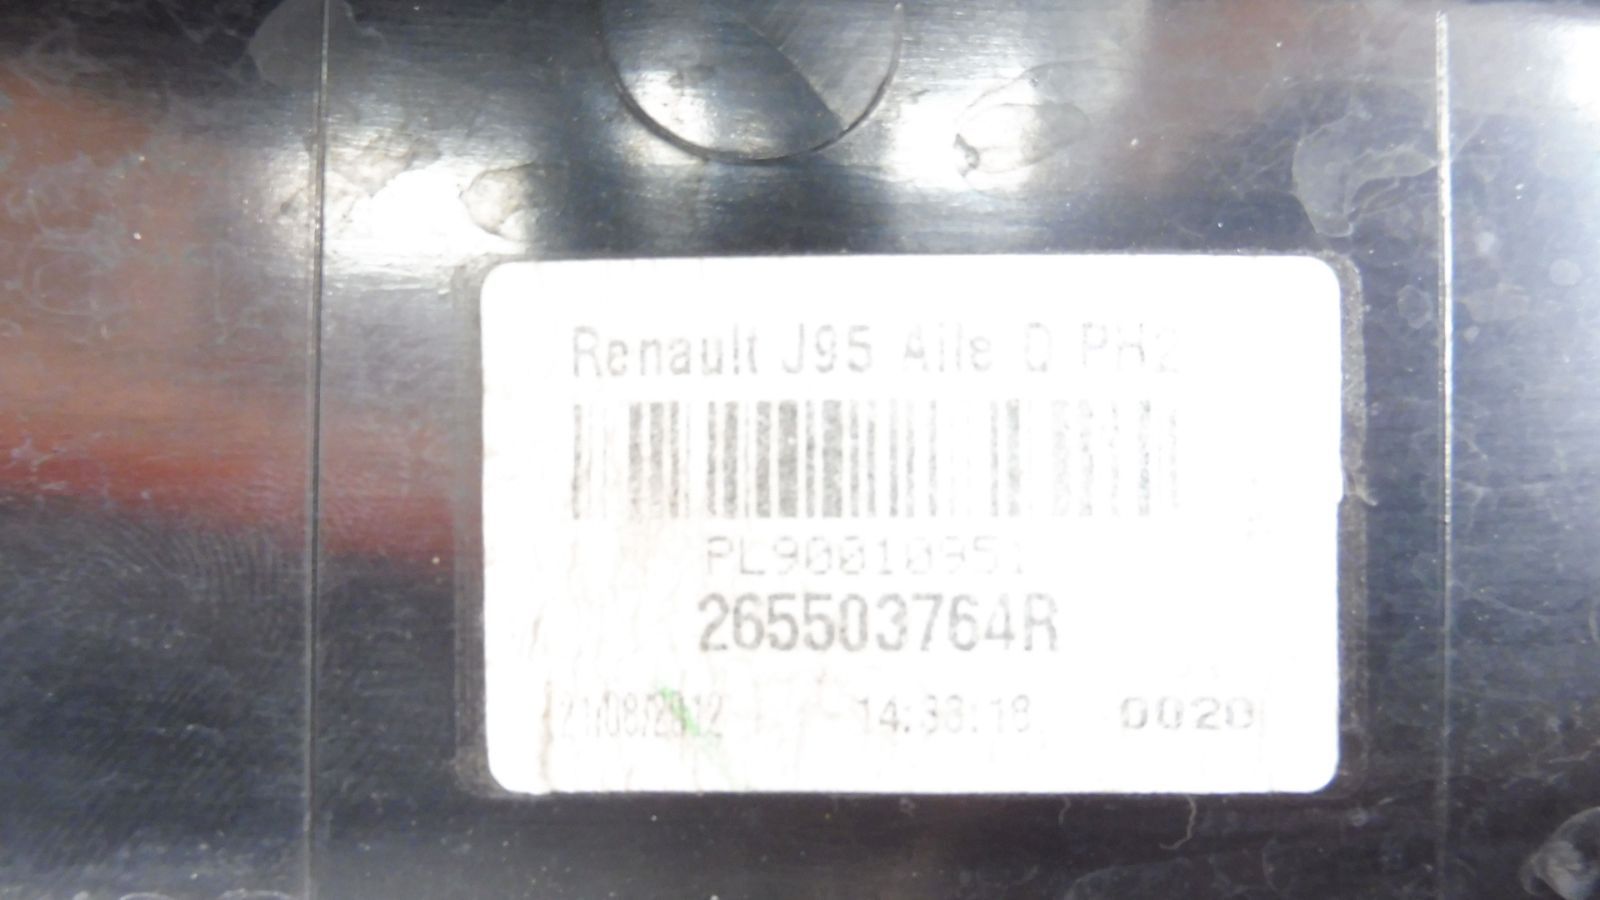 Renault J95 Aile D PH2
PL90010951
265503764R
21/08/2012 14:38:18 0020